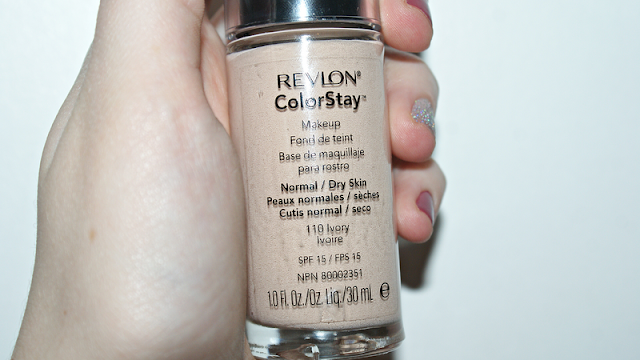 REVLON®
ColorStay™
Makeup
Fond de teint
Base de maquillaje
para rostro
Normal / Dry Skin
Peaux normales / sèches
Cutis normal / seco
110 Ivory
Ivoire
SPF 15 / FPS 15
NPN 80002351
1.0 Fl. Oz./Oz. Liq./30 mL ℮